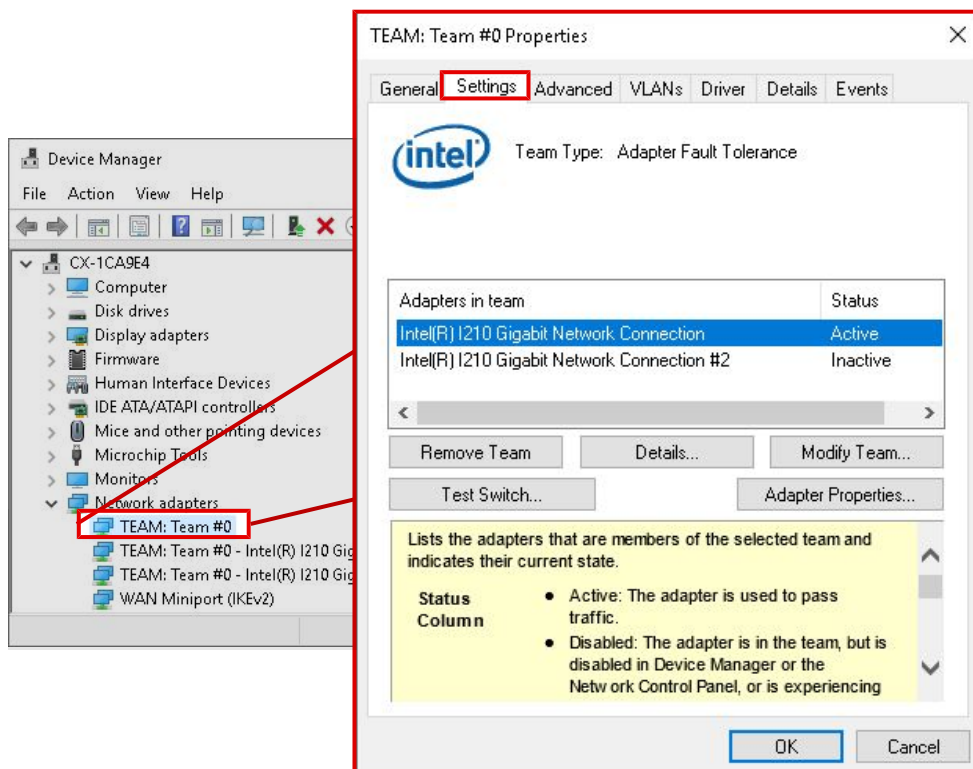 TEAM: Team #0 Properties
General Settings Advanced VLANs Driver Details Events
intel
Team Type: Adapter Fault Tolerance
Adapters in team Status
Intel(R) I210 Gigabit Network Connection Active
Intel(R) I210 Gigabit Network Connection #2 Inactive
Remove Team Details... Modify Team...
Test Switch... Adapter Properties...
Lists the adapters that are members of the selected team and
indicates their current state.
Status
Column
• Active: The adapter is used to pass
traffic.
• Disabled: The adapter is in the team, but is
disabled in Device Manager or the
Network Control Panel, or is experiencing
OK Cancel
Device Manager
File Action View Help
CX-1CA9E4
Computer
Disk drives
Display adapters
Firmware
Human Interface Devices
IDE ATA/ATAPI controllers
Mice and other pointing devices
Microchip Tools
Monitors
Network adapters
TEAM: Team #0
TEAM: Team #0 - Intel(R) I210 Gig
TEAM: Team #0 - Intel(R) I210 Gig
WAN Miniport (IKEv2)